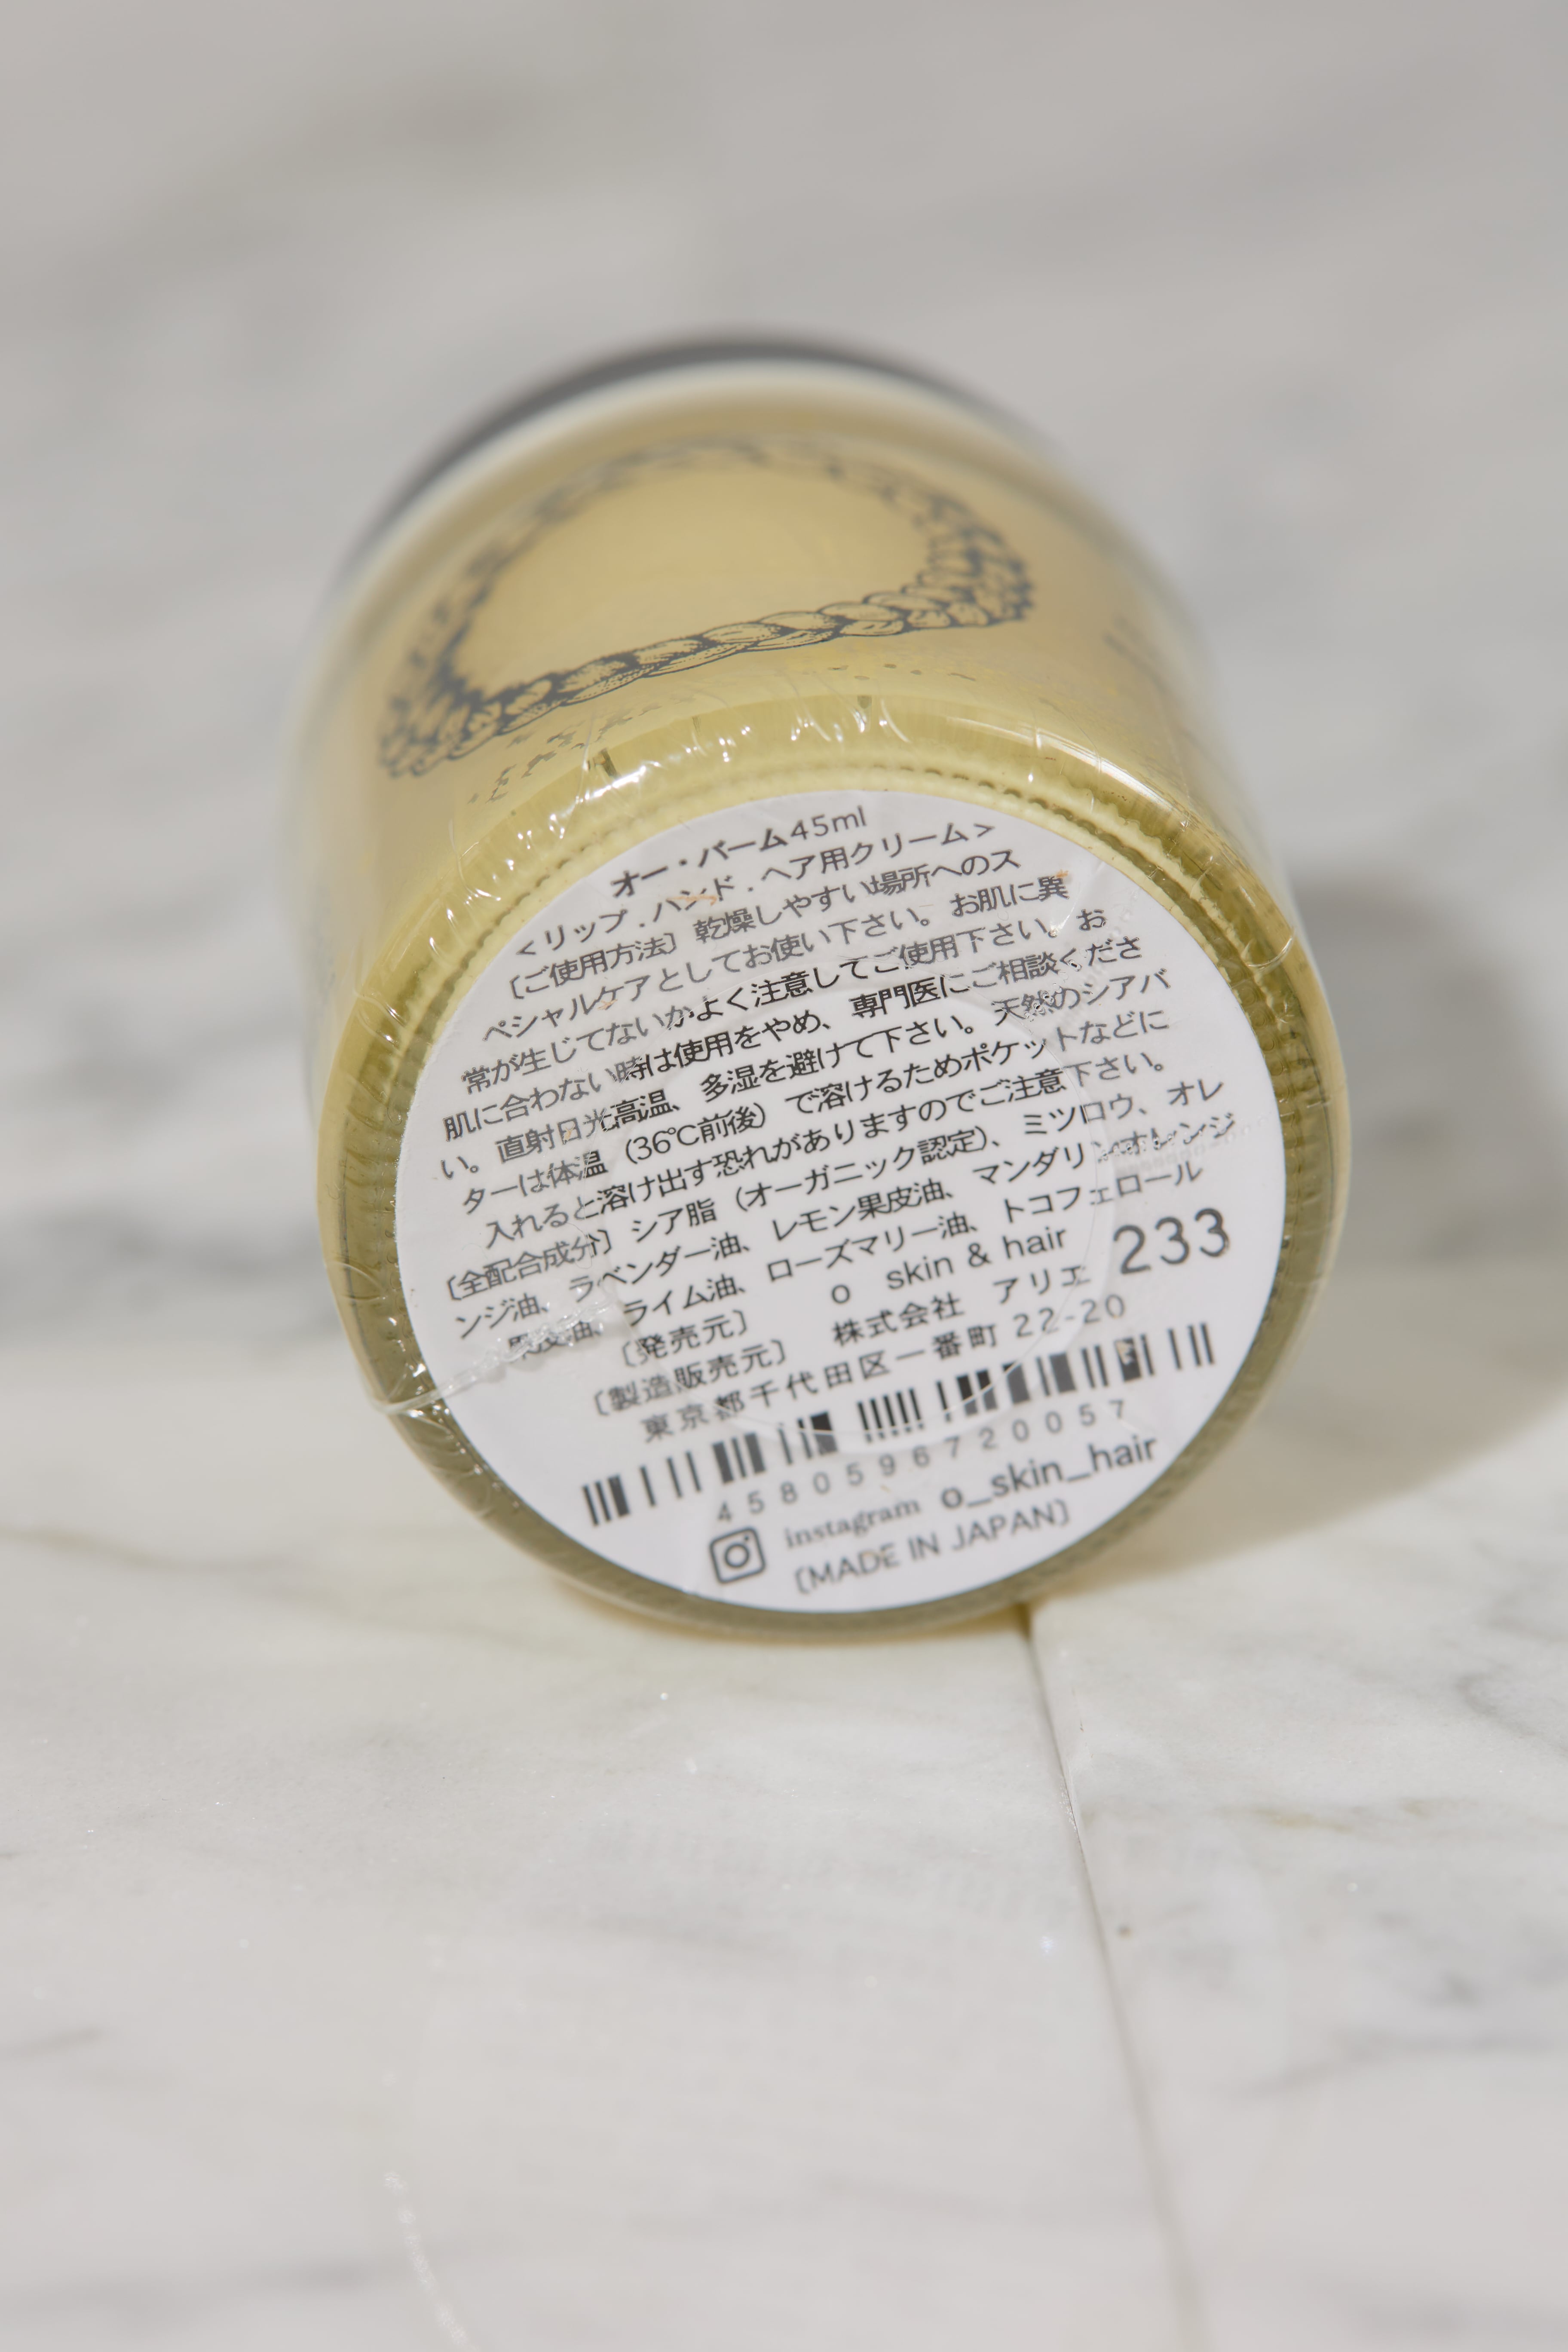 オー・バーム45ml
<リップ.ハンド.ヘア用クリーム>
〔ご使用方法〕乾燥しやすい場所へのス
ペシャルケアとしてお使い下さい。お肌に異
常が生じてないかよく注意してご使用下さい。お
肌に合わない時は使用をやめ、専門医にご相談くださ
い。直射日光高温、多湿を避けて下さい。天然のシアバ
ターは体温（36℃前後）で溶けるためポケットなどに
入れると溶け出す恐れがありますのでご注意下さい。
〔全配合成分〕シア脂（オーガニック認定）、ミツロウ、オレ
ンジ油、ラベンダー油、レモン果皮油、マンダリンオレンジ
果皮油、ライム油、ローズマリー油、トコフェロール
〔発売元〕 o skin & hair
〔製造販売元〕 株式会社 アリエ 233
東京都千代田区一番町 22-20
4580596720057
instagram o_skin_hair
〔MADE IN JAPAN〕